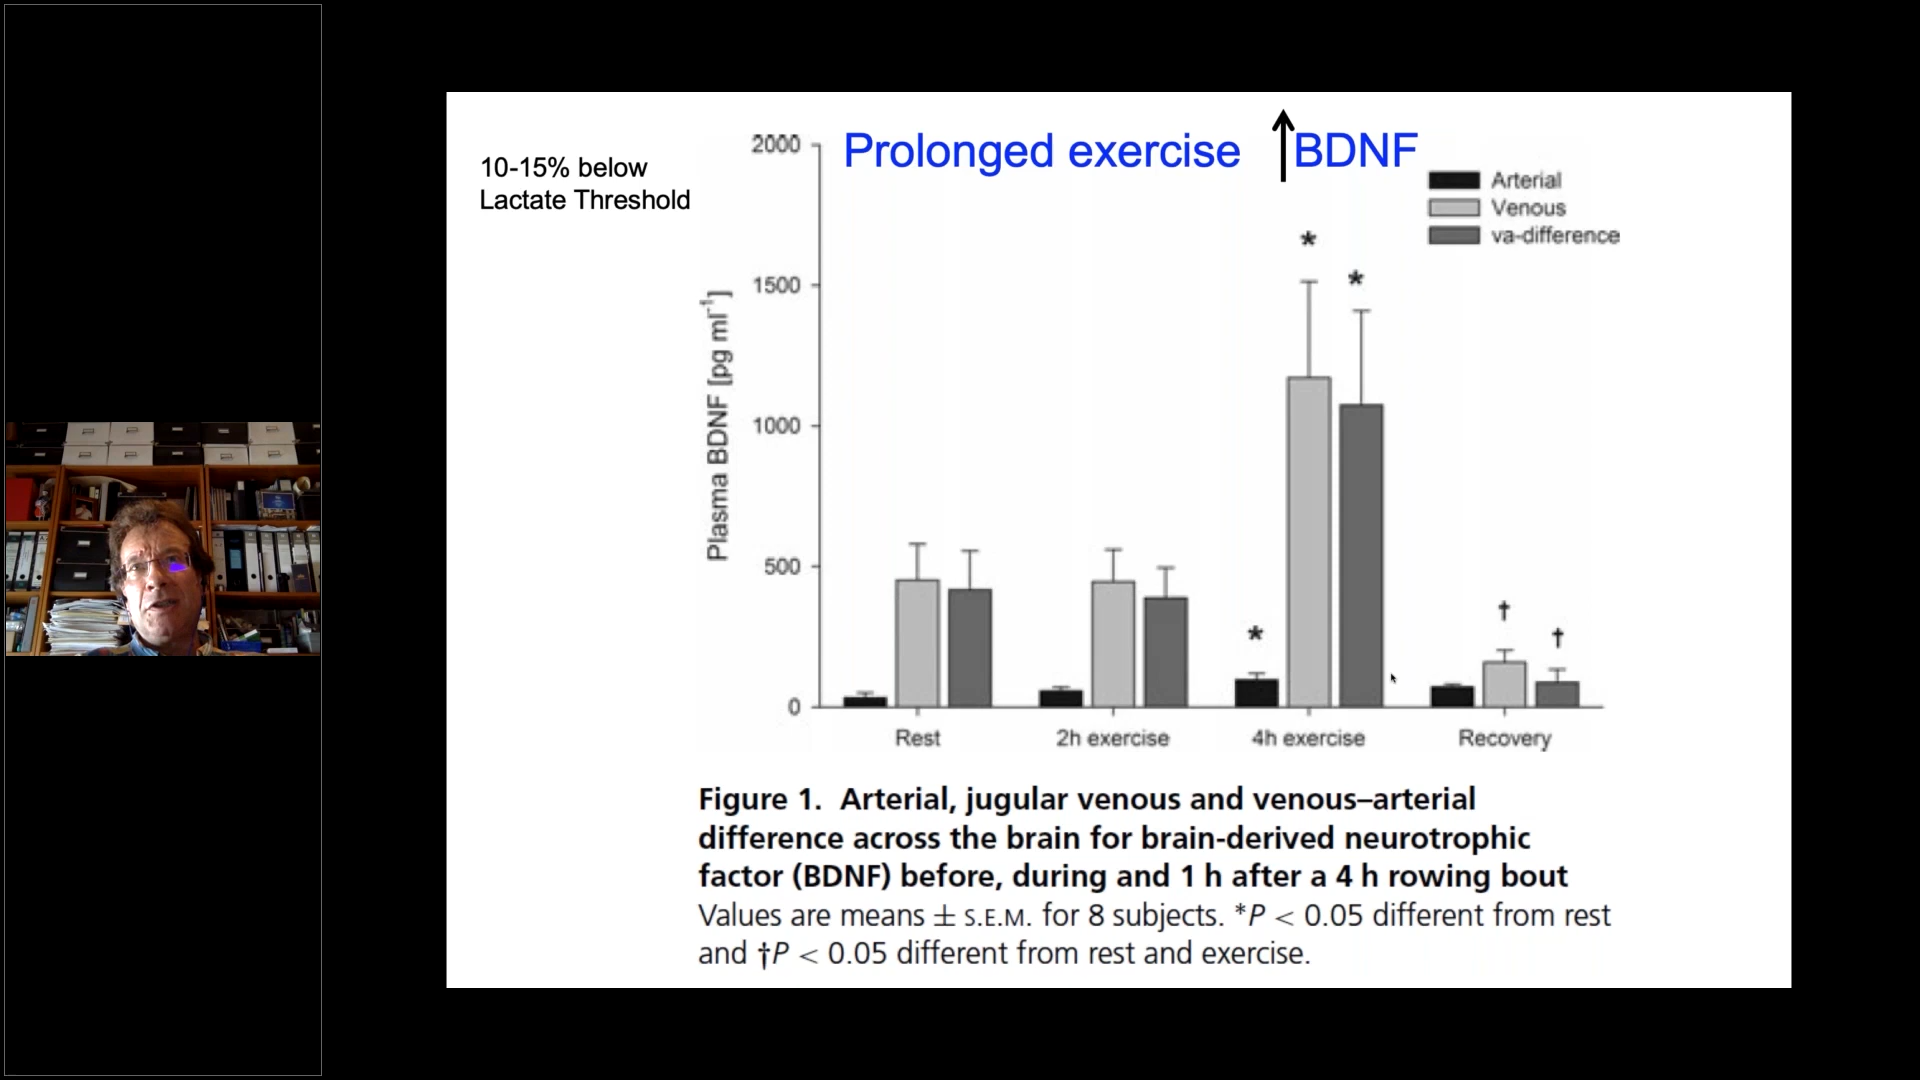 Prolonged exercise ↑BDNF
10-15% below
Lactate Threshold
Arterial
Venous
va-difference
Plasma BDNF [pg ml⁻¹]
2000
1500
1000
500
0
*
*
*
†
†
Rest
2h exercise
4h exercise
Recovery
Figure 1. Arterial, jugular venous and venous–arterial
difference across the brain for brain-derived neurotrophic
factor (BDNF) before, during and 1 h after a 4 h rowing bout
Values are means ± S.E.M. for 8 subjects. *P < 0.05 different from rest
and †P < 0.05 different from rest and exercise.